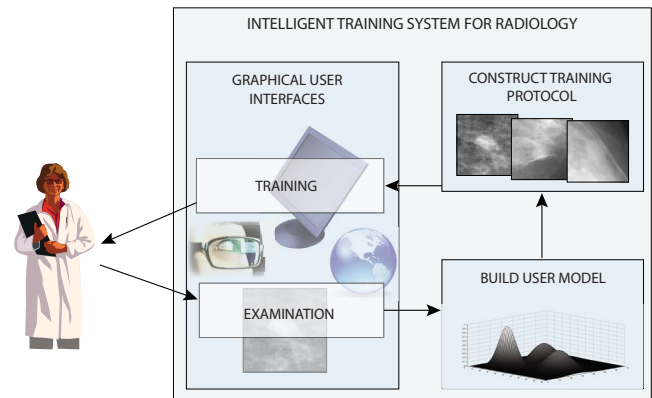 INTELLIGENT TRAINING SYSTEM FOR RADIOLOGY
GRAPHICAL USER
INTERFACES
CONSTRUCT TRAINING
PROTOCOL
TRAINING
EXAMINATION
BUILD USER MODEL